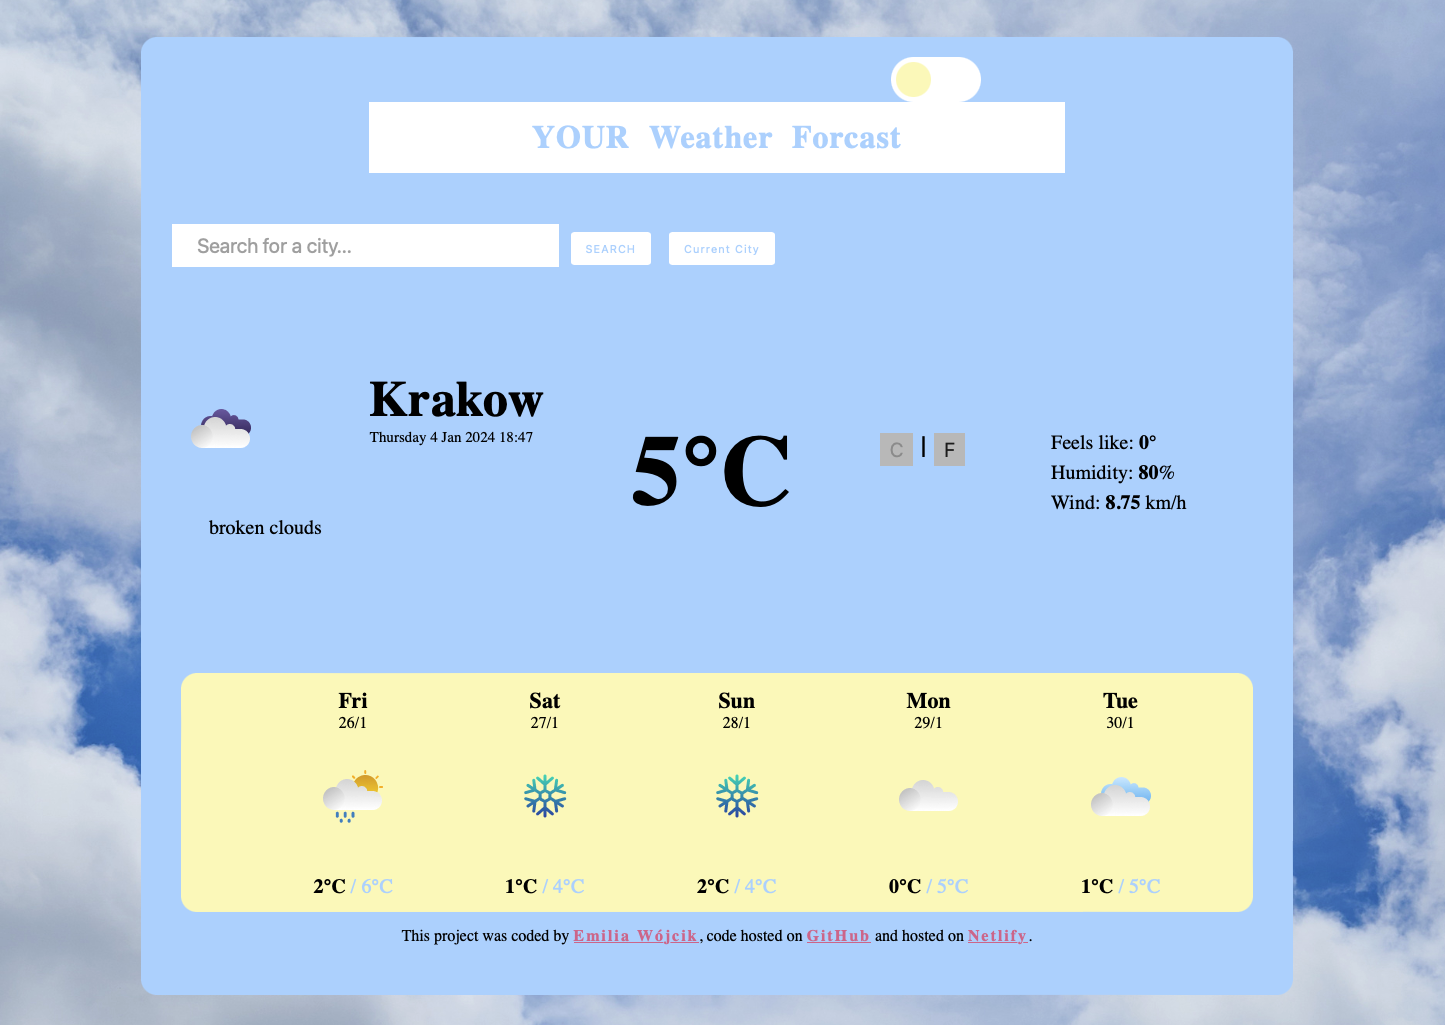 YOUR Weather Forcast
Search for a city...
SEARCH
Current City
Krakow
Thursday 4 Jan 2024 18:47
broken clouds
5°C
C | F
Feels like: 0°
Humidity: 80%
Wind: 8.75 km/h
Fri Sat Sun Mon Tue
26/1 27/1 28/1 29/1 30/1
2°C / 6°C 1°C / 4°C 2°C / 4°C 0°C / 5°C 1°C / 5°C
This project was coded by Emilia Wójcik, code hosted on GitHub and hosted on Netlify.